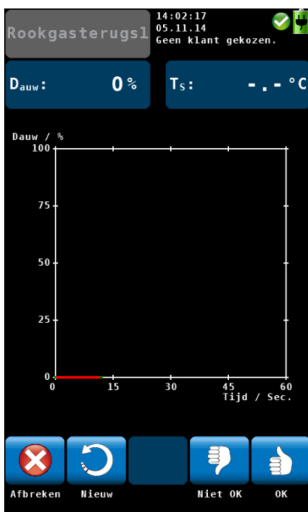 Rookgasterugsl
14:02:17
05.11.14
Geen klant gekozen.
Dauw: 0 %
Ts: -.- °C
Dauw / %
100
75
50
25
0
0 15 30 45 60
Tijd / Sec.
Afbreken Nieuw Niet OK OK